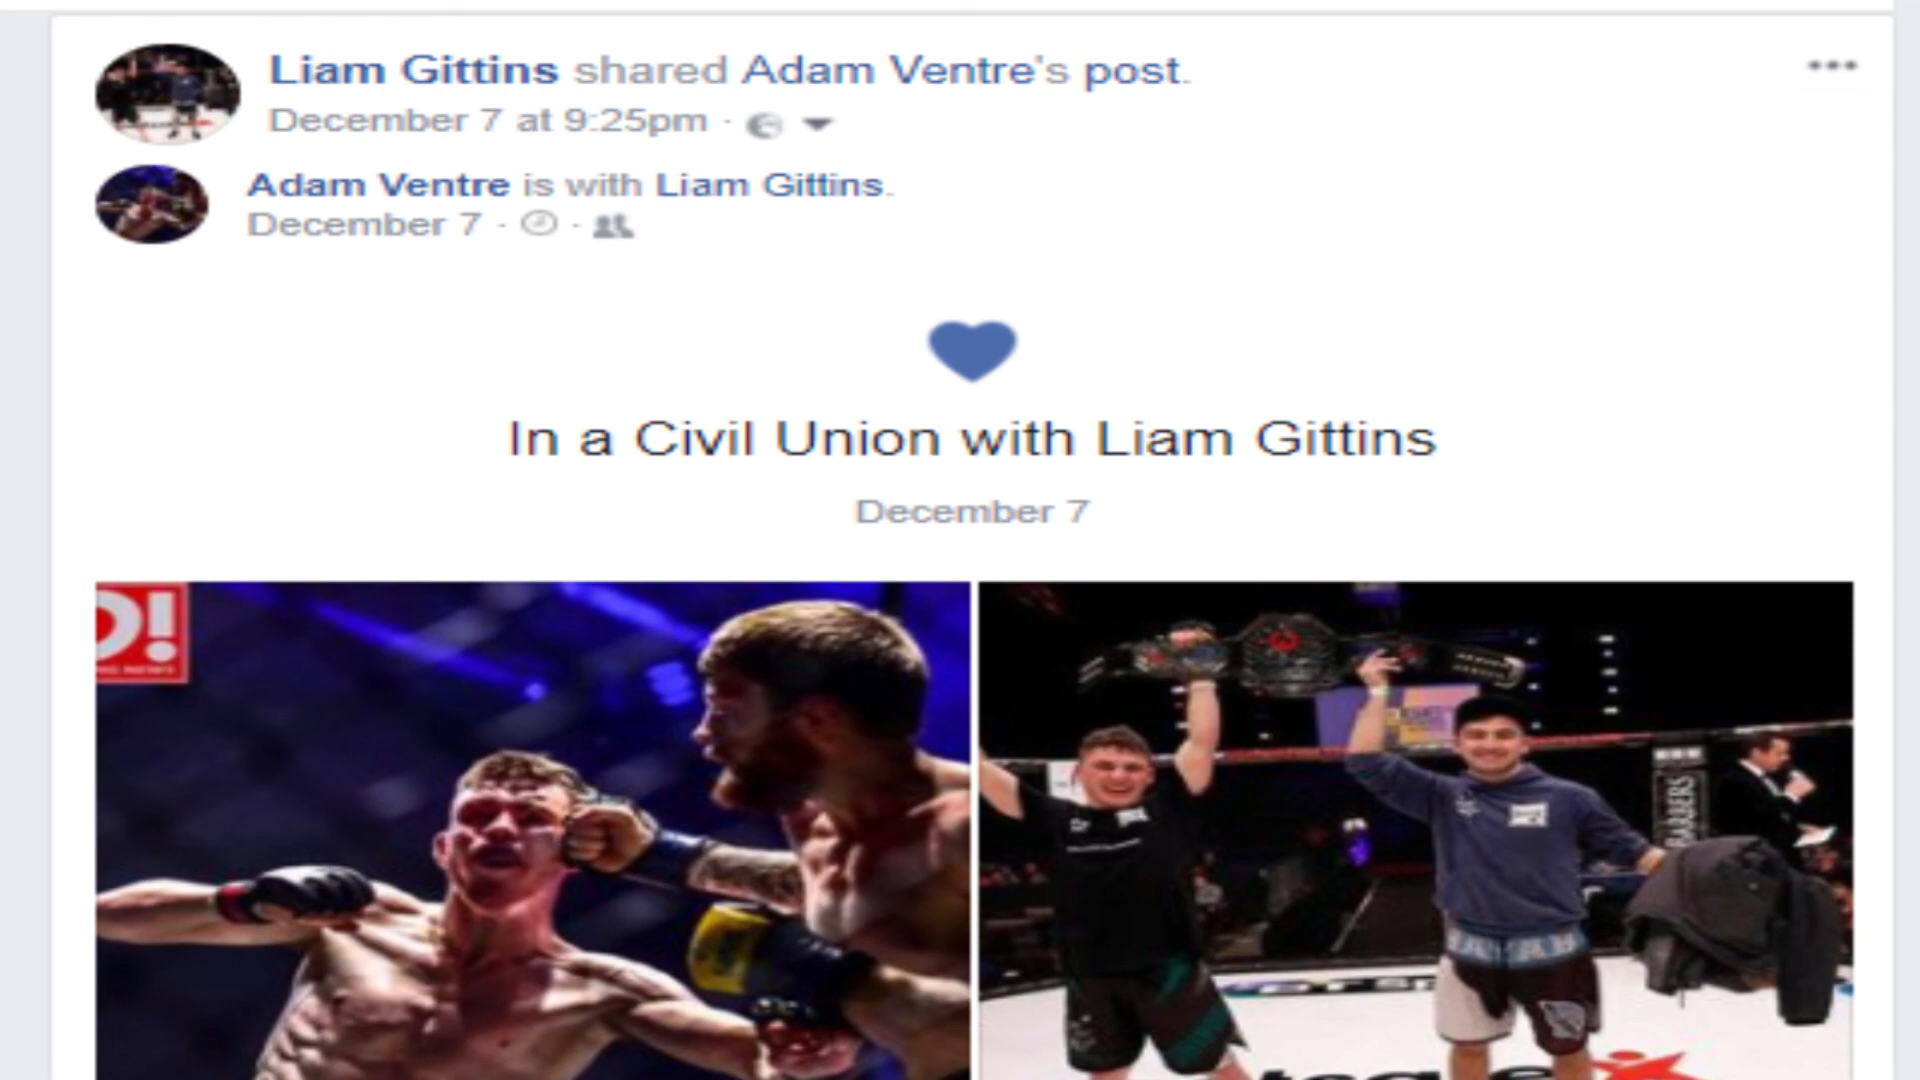 Liam Gittins shared Adam Ventre's post.
December 7 at 9:25pm ·
Adam Ventre is with Liam Gittins.
December 7 · ·
In a Civil Union with Liam Gittins
December 7
O!
BARBERS